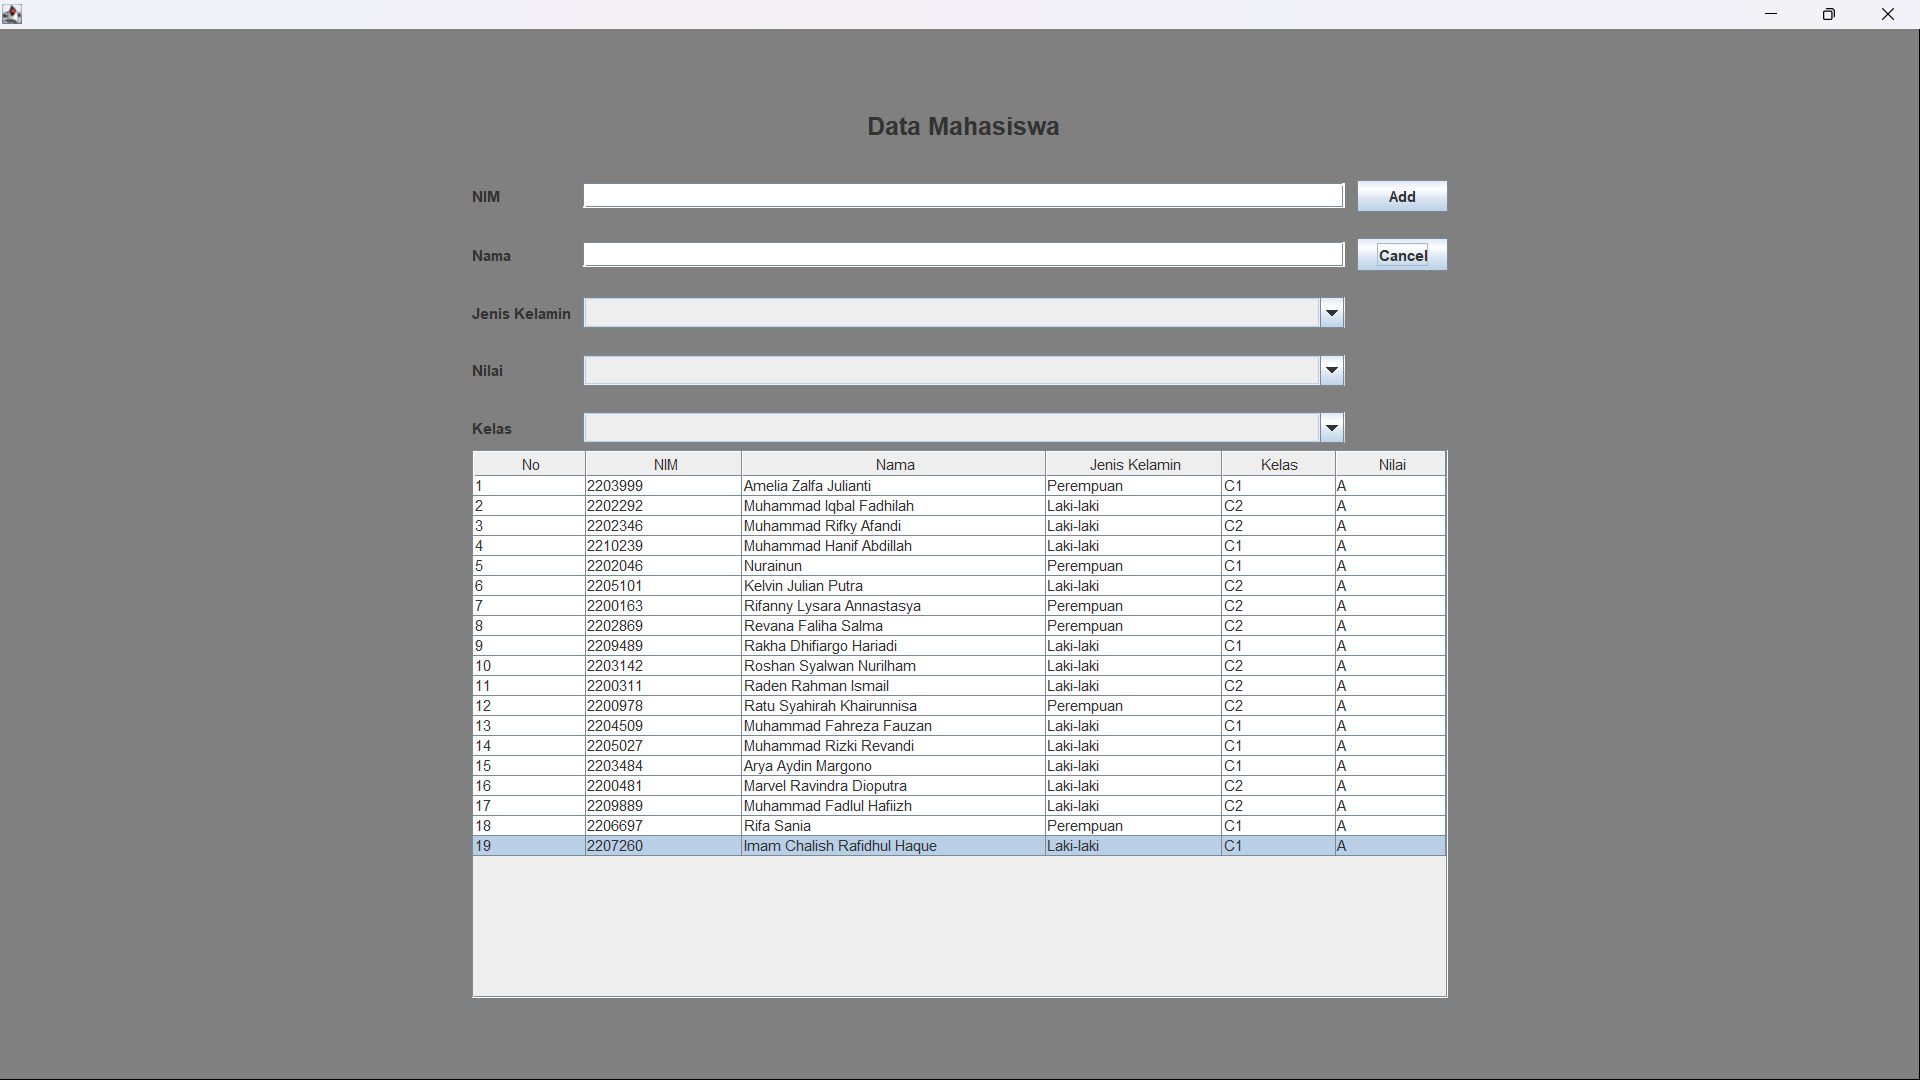 Data Mahasiswa
NIM Add
Nama Cancel
Jenis Kelamin
Nilai
Kelas
No NIM Nama Jenis Kelamin Kelas Nilai
1 2203999 Amelia Zalfa Julianti Perempuan C1 A
2 2202292 Muhammad Iqbal Fadhilah Laki-laki C2 A
3 2202346 Muhammad Rifky Afandi Laki-laki C2 A
4 2210239 Muhammad Hanif Abdillah Laki-laki C1 A
5 2202046 Nurainun Perempuan C1 A
6 2205101 Kelvin Julian Putra Laki-laki C2 A
7 2200163 Rifanny Lysara Annastasya Perempuan C2 A
8 2202869 Revana Faliha Salma Perempuan C2 A
9 2209489 Rakha Dhifiargo Hariadi Laki-laki C1 A
10 2203142 Roshan Syalwan Nurilham Laki-laki C2 A
11 2200311 Raden Rahman Ismail Laki-laki C2 A
12 2200978 Ratu Syahirah Khairunnisa Perempuan C2 A
13 2204509 Muhammad Fahreza Fauzan Laki-laki C1 A
14 2205027 Muhammad Rizki Revandi Laki-laki C1 A
15 2203484 Arya Aydin Margono Laki-laki C1 A
16 2200481 Marvel Ravindra Dioputra Laki-laki C2 A
17 2209889 Muhammad Fadlul Hafiizh Laki-laki C2 A
18 2206697 Rifa Sania Perempuan C1 A
19 2207260 Imam Chalish Rafidhul Haque Laki-laki C1 A